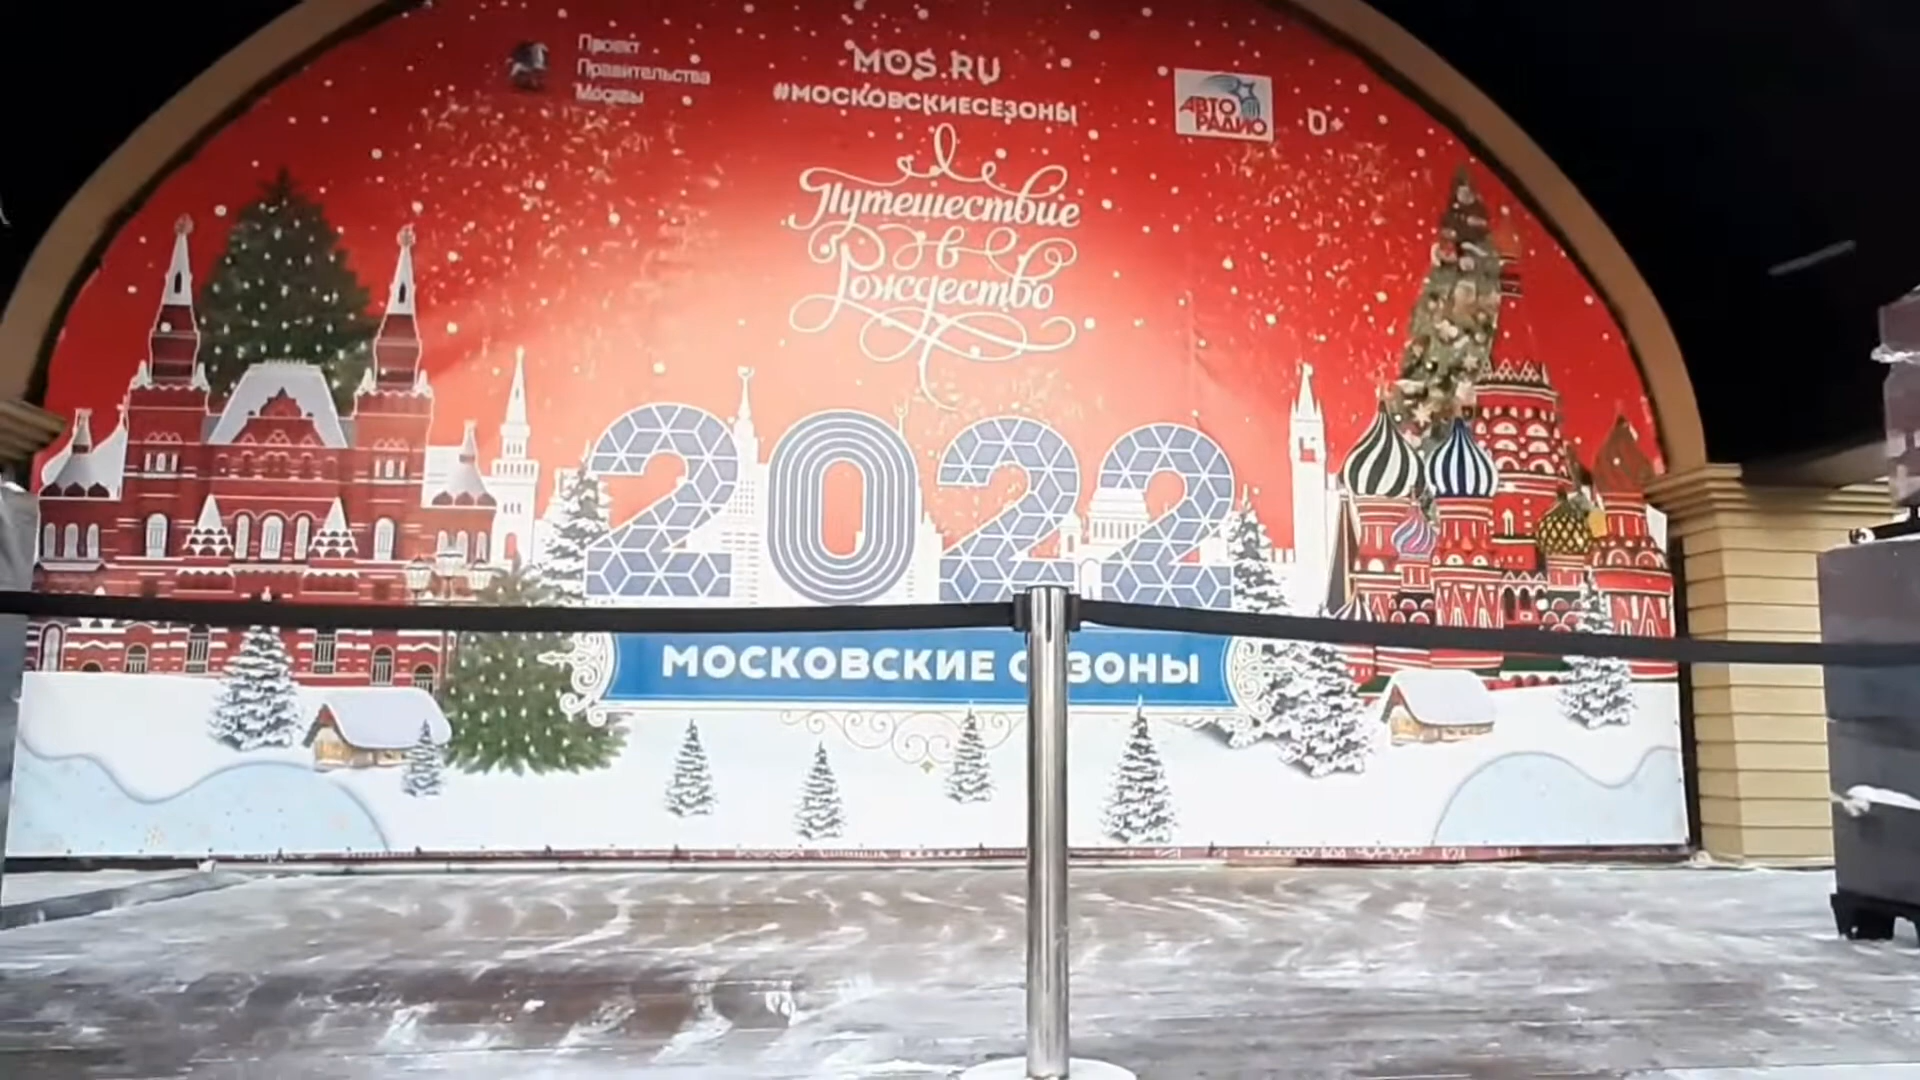 Проект
Правительства
Москвы
MOS.RU
#МОСКОВСКИЕСЕЗОНЫ
АВТО
РАДИО
0+
Путешествие
в
Рождество
2022
МОСКОВСКИЕ СЕЗОНЫ